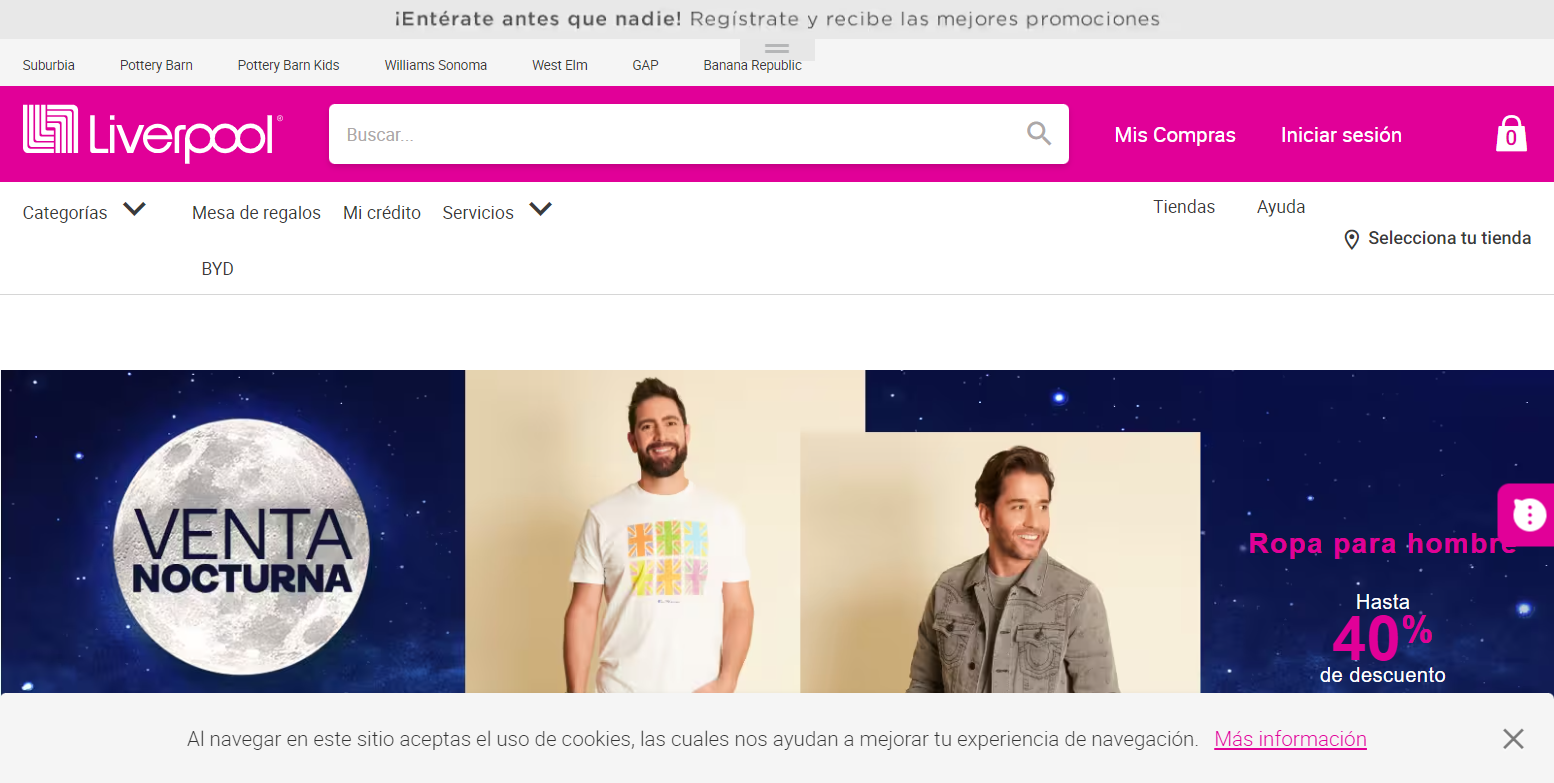 ¡Entérate antes que nadie! Regístrate y recibe las mejores promociones
Suburbia Pottery Barn Pottery Barn Kids Williams Sonoma West Elm GAP Banana Republic
Liverpool® Buscar... Mis Compras Iniciar sesión 0
Categorías Mesa de regalos Mi crédito Servicios Tiendas Ayuda
Selecciona tu tienda
BYD
VENTA
NOCTURNA
Ropa para hombre
Hasta
40%
de descuento
Al navegar en este sitio aceptas el uso de cookies, las cuales nos ayudan a mejorar tu experiencia de navegación. Más información